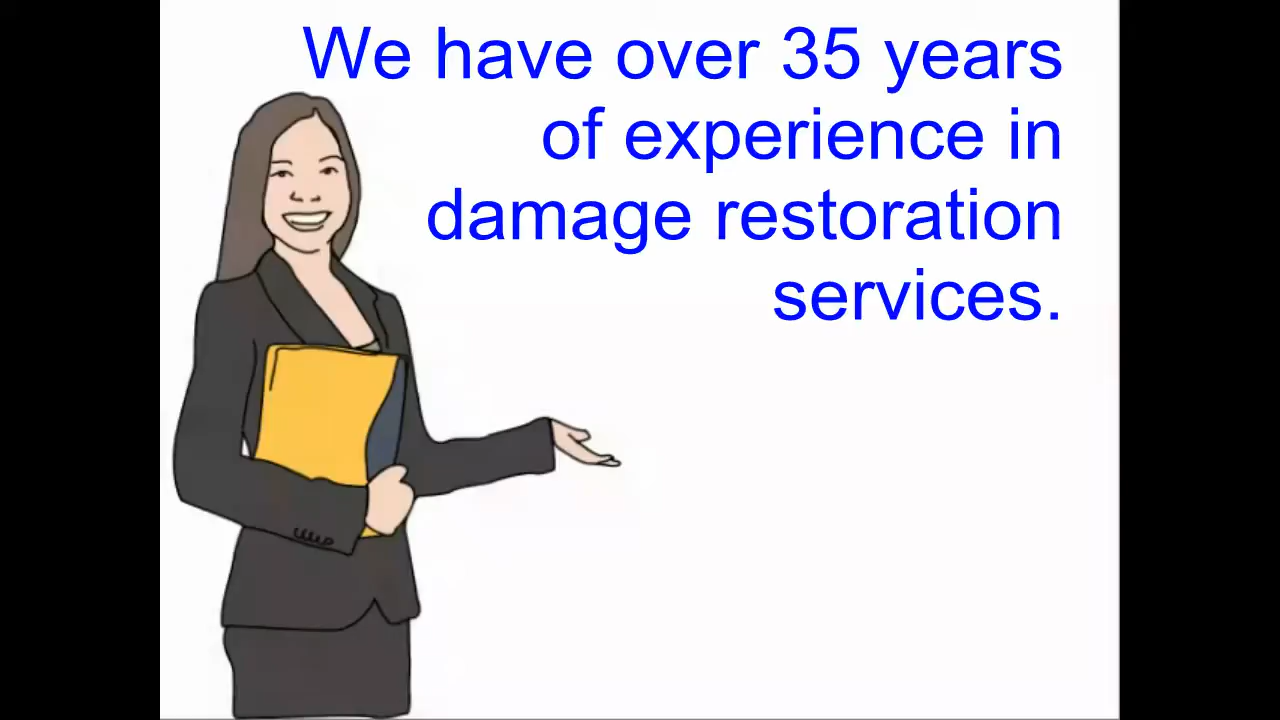 We have over 35 years
of experience in
damage restoration
services.